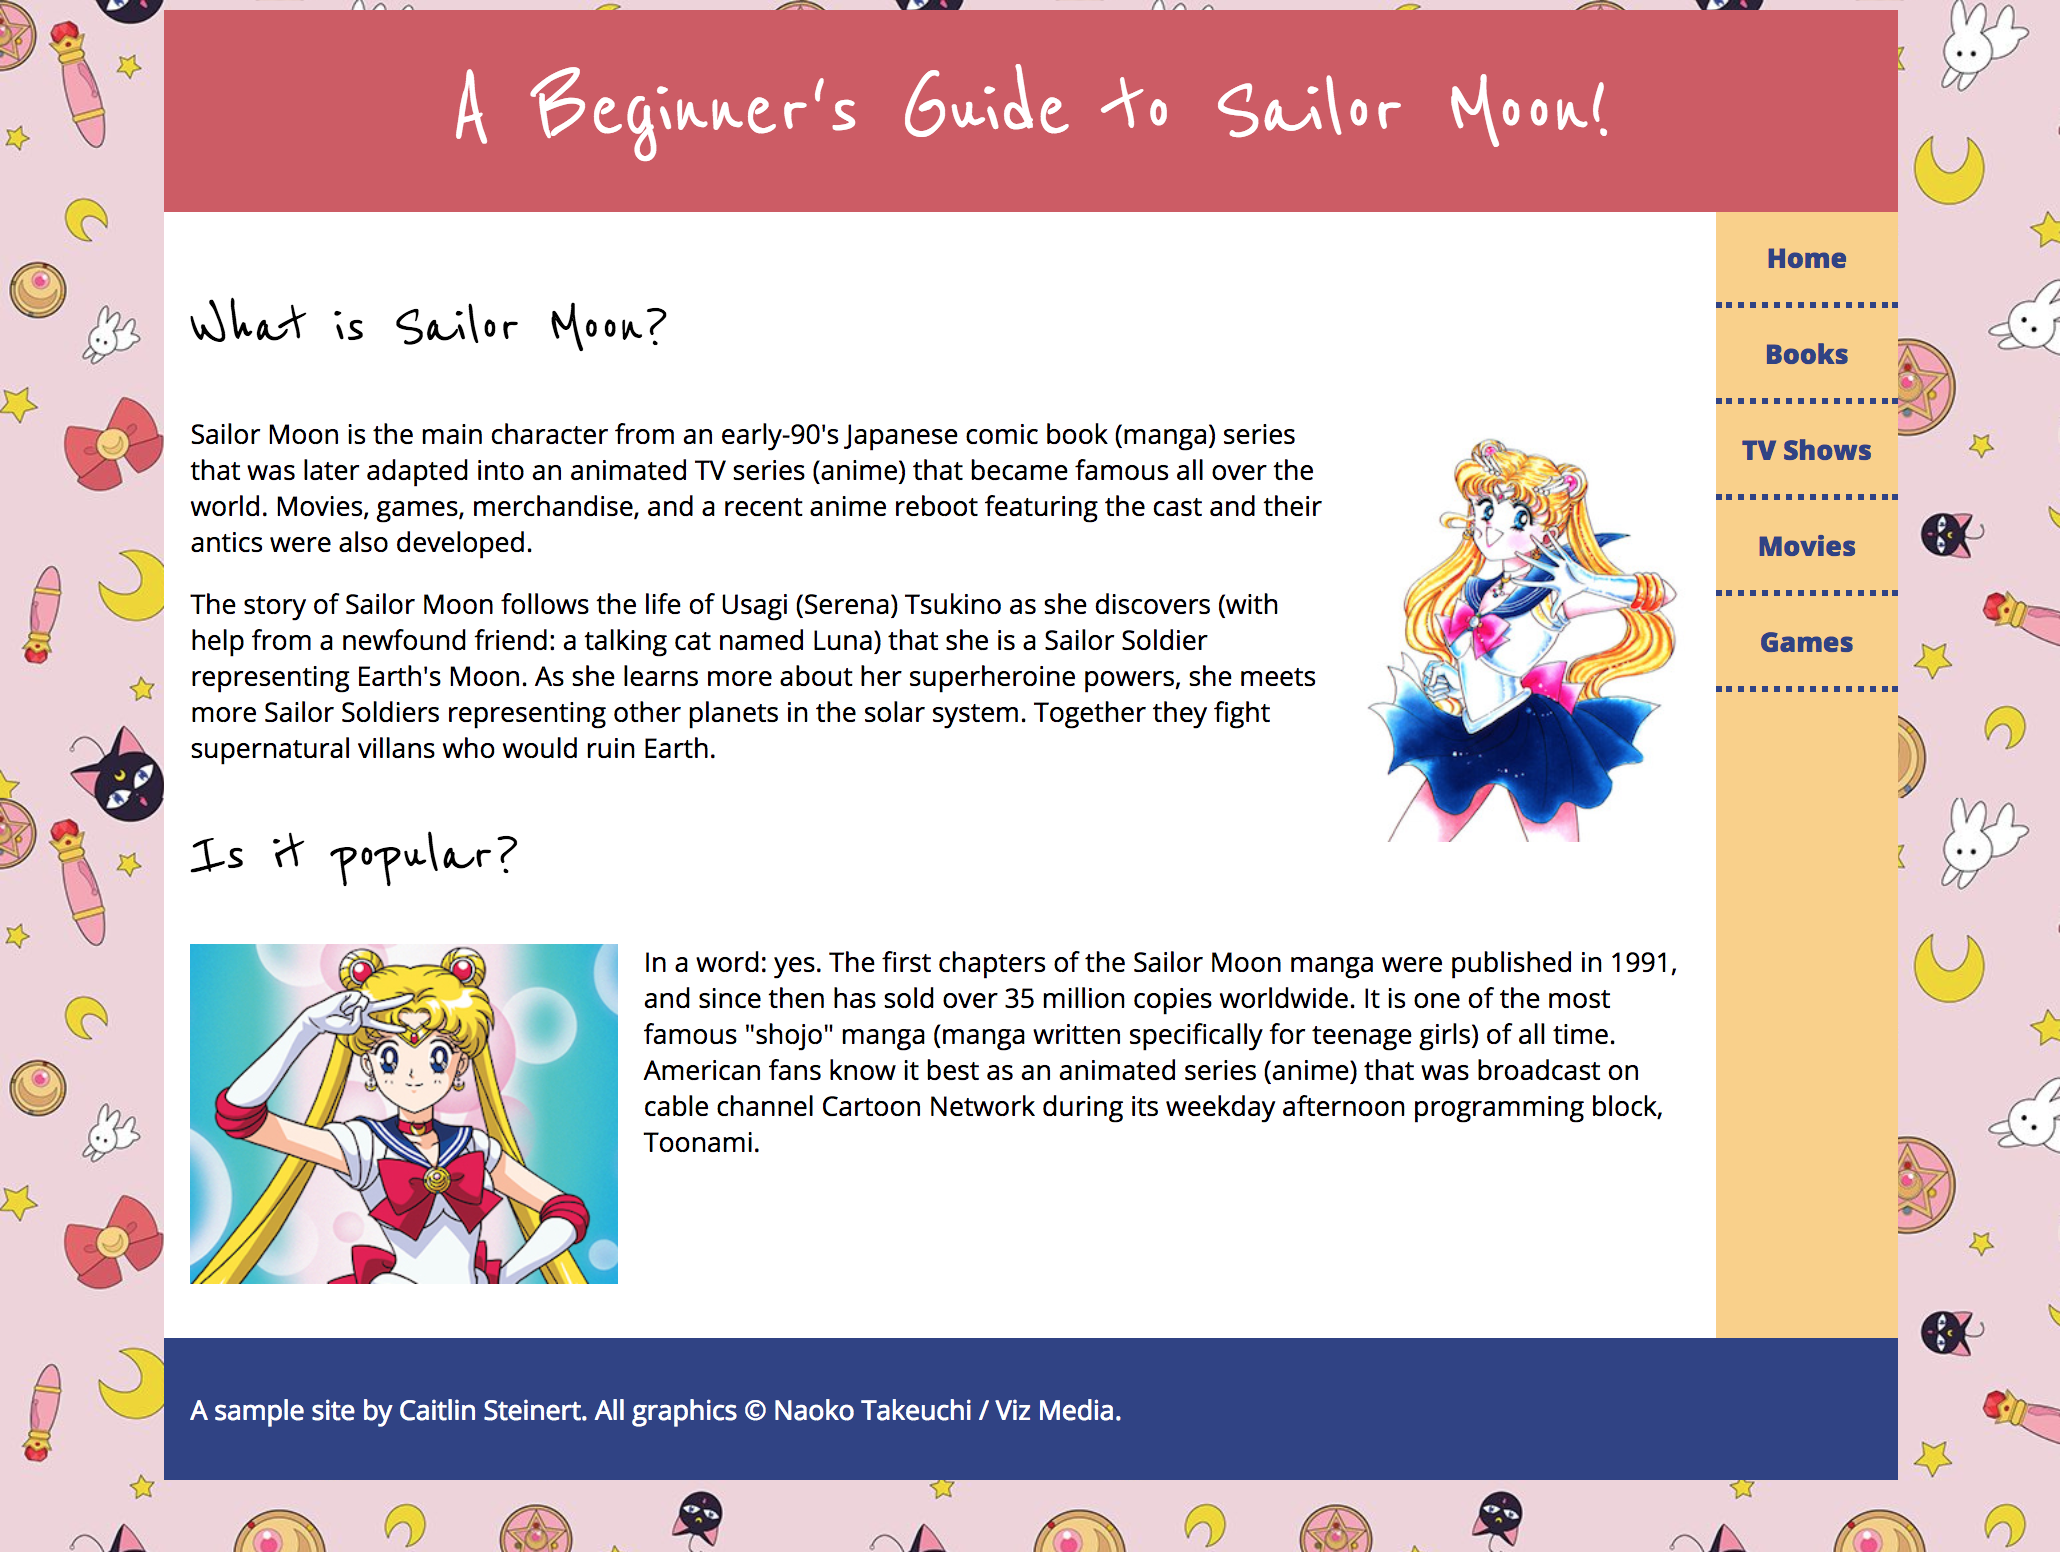 A Beginner's Guide to Sailor Moon!
What is Sailor Moon?
Sailor Moon is the main character from an early-90's Japanese comic book (manga) series
that was later adapted into an animated TV series (anime) that became famous all over the
world. Movies, games, merchandise, and a recent anime reboot featuring the cast and their
antics were also developed.
The story of Sailor Moon follows the life of Usagi (Serena) Tsukino as she discovers (with
help from a newfound friend: a talking cat named Luna) that she is a Sailor Soldier
representing Earth's Moon. As she learns more about her superheroine powers, she meets
more Sailor Soldiers representing other planets in the solar system. Together they fight
supernatural villans who would ruin Earth.
Is it popular?
In a word: yes. The first chapters of the Sailor Moon manga were published in 1991,
and since then has sold over 35 million copies worldwide. It is one of the most
famous "shojo" manga (manga written specifically for teenage girls) of all time.
American fans know it best as an animated series (anime) that was broadcast on
cable channel Cartoon Network during its weekday afternoon programming block,
Toonami.
Home
Books
TV Shows
Movies
Games
A sample site by Caitlin Steinert. All graphics © Naoko Takeuchi / Viz Media.